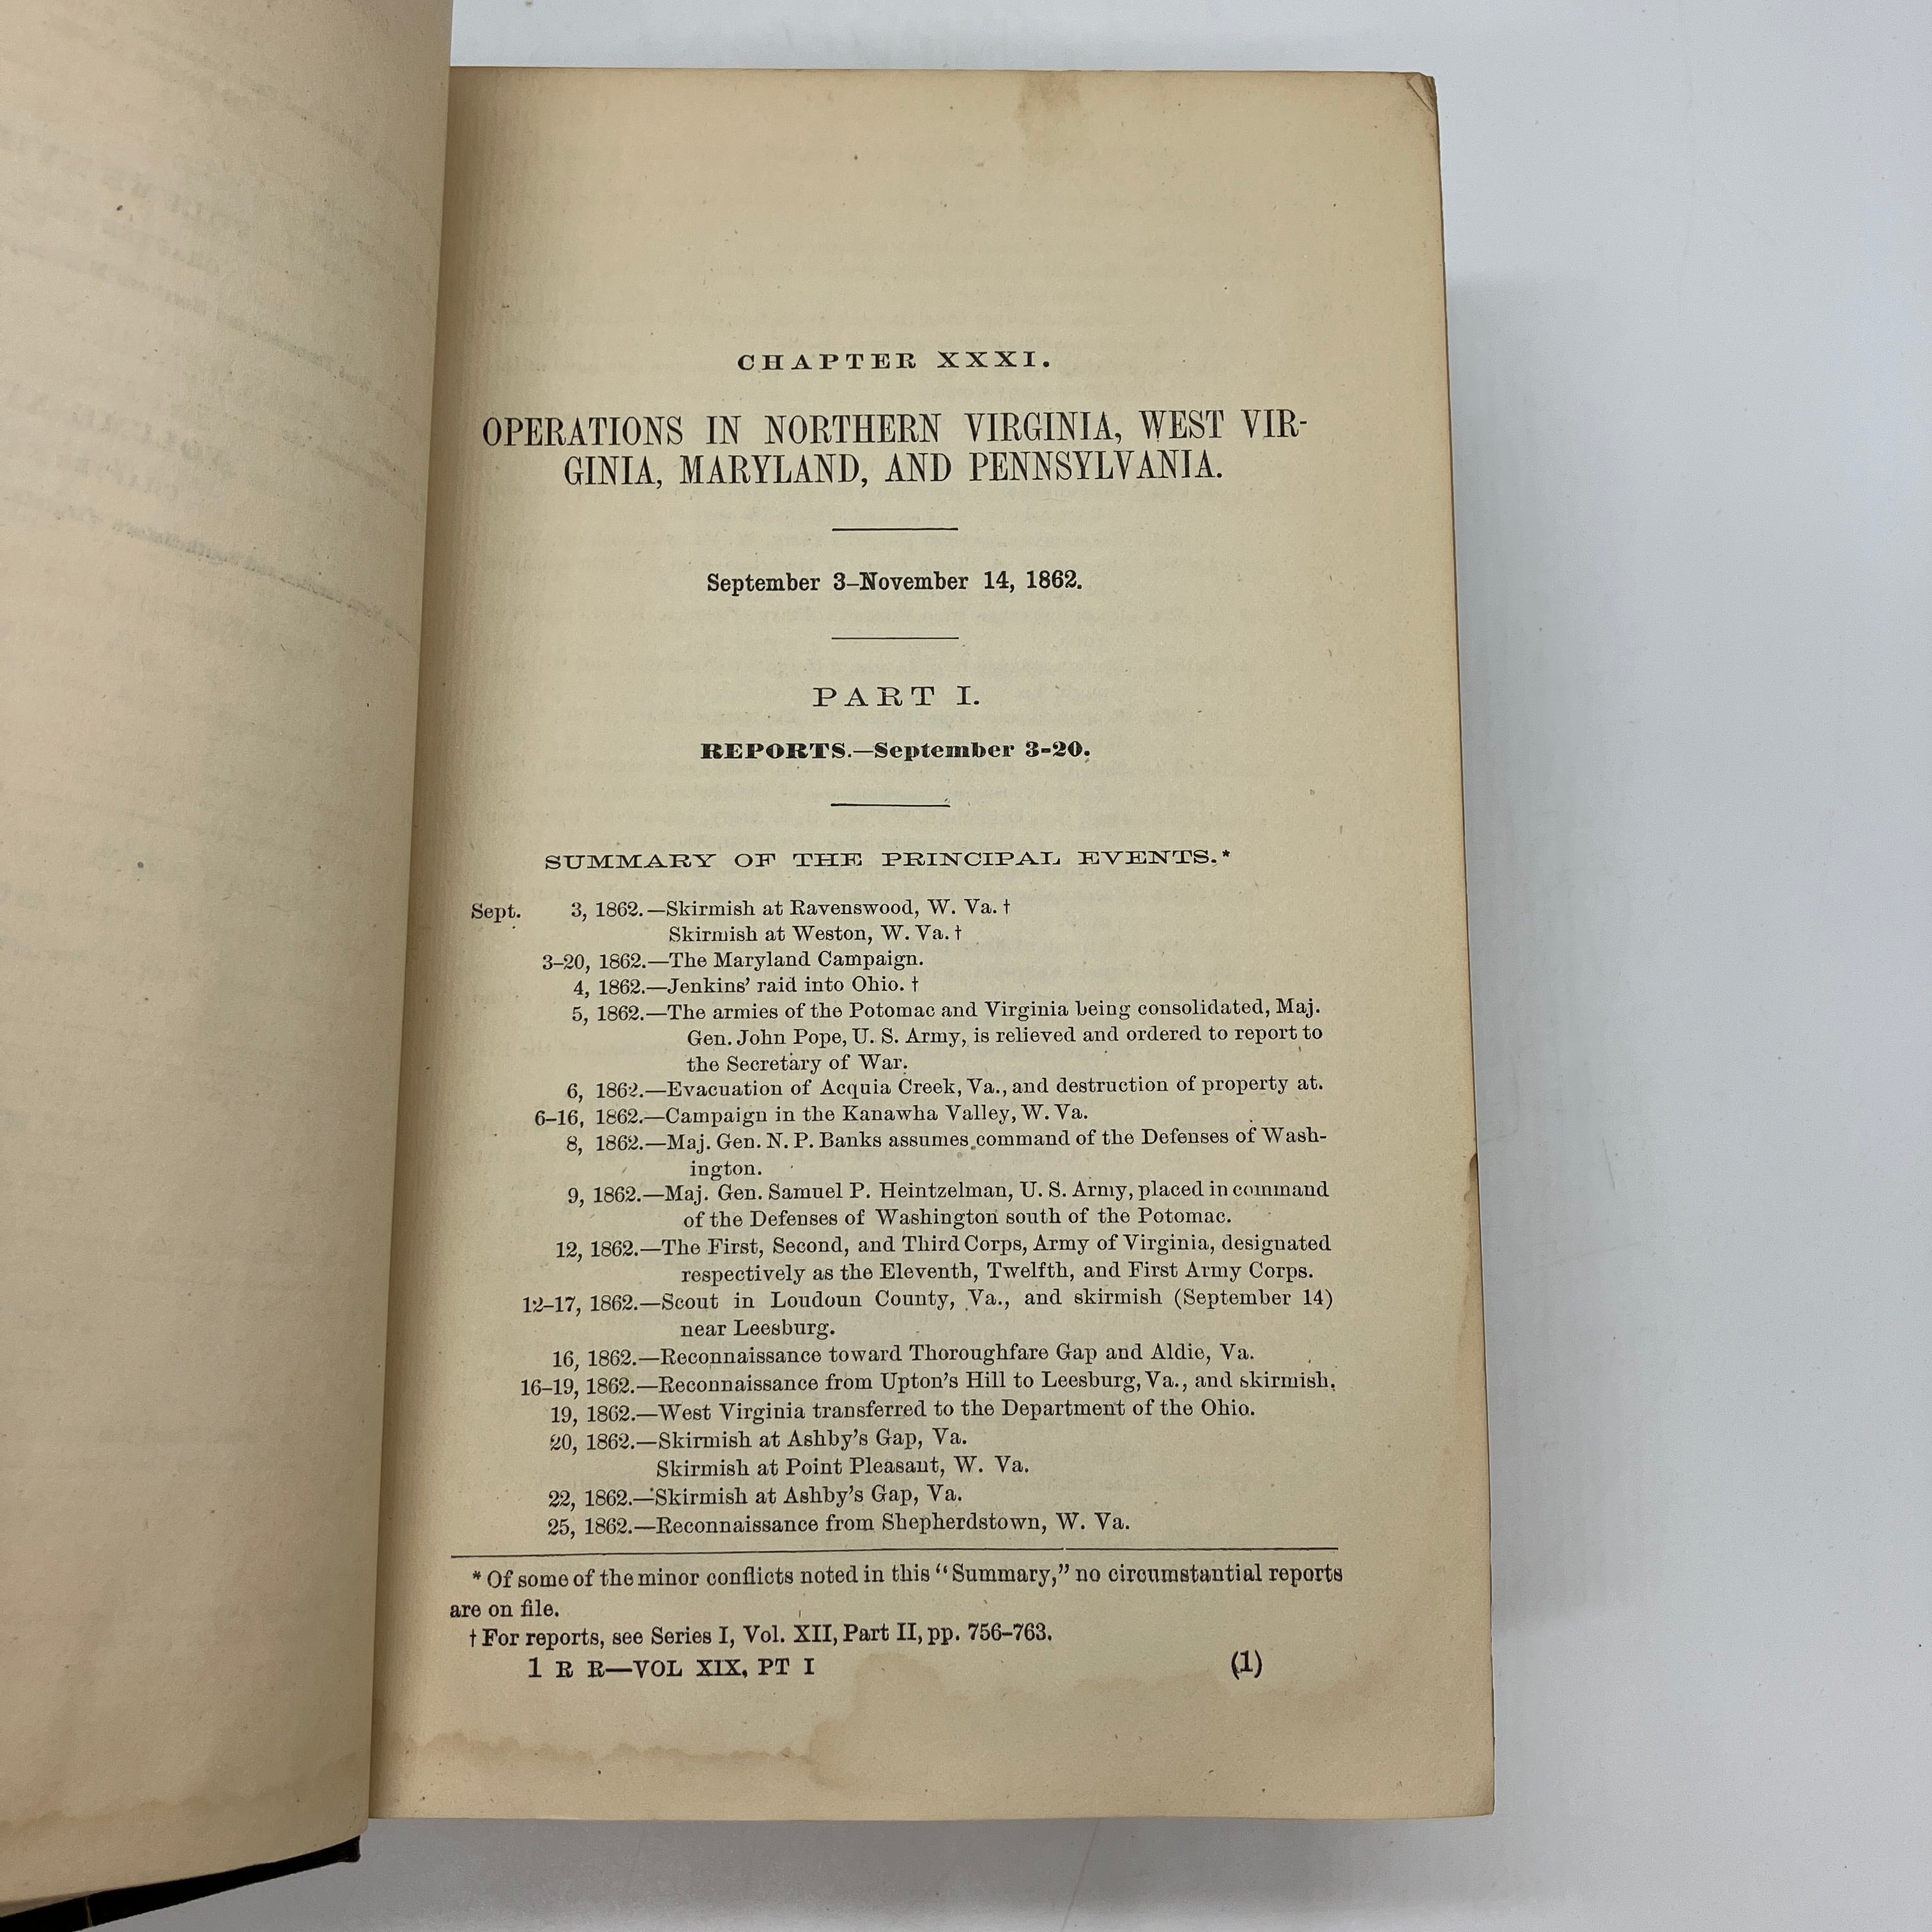 CHAPTER XXXI.
OPERATIONS IN NORTHERN VIRGINIA, WEST VIR-
GINIA, MARYLAND, AND PENNSYLVANIA.
September 3–November 14, 1862.
PART I.
REPORTS.—September 3-20.
SUMMARY OF THE PRINCIPAL EVENTS.*
Sept. 3, 1862.—Skirmish at Ravenswood, W. Va. †
Skirmish at Weston, W. Va. †
3–20, 1862.—The Maryland Campaign.
4, 1862.—Jenkins' raid into Ohio. †
5, 1862.—The armies of the Potomac and Virginia being consolidated, Maj.
Gen. John Pope, U. S. Army, is relieved and ordered to report to
the Secretary of War.
6, 1862.—Evacuation of Acquia Creek, Va., and destruction of property at.
6–16, 1862.—Campaign in the Kanawha Valley, W. Va.
8, 1862.—Maj. Gen. N. P. Banks assumes command of the Defenses of Wash-
ington.
9, 1862.—Maj. Gen. Samuel P. Heintzelman, U. S. Army, placed in command
of the Defenses of Washington south of the Potomac.
12, 1862.—The First, Second, and Third Corps, Army of Virginia, designated
respectively as the Eleventh, Twelfth, and First Army Corps.
12–17, 1862.—Scout in Loudoun County, Va., and skirmish (September 14)
near Leesburg.
16, 1862.—Reconnaissance toward Thoroughfare Gap and Aldie, Va.
16–19, 1862.—Reconnaissance from Upton's Hill to Leesburg, Va., and skirmish.
19, 1862.—West Virginia transferred to the Department of the Ohio.
20, 1862.—Skirmish at Ashby's Gap, Va.
Skirmish at Point Pleasant, W. Va.
22, 1862.—Skirmish at Ashby's Gap, Va.
25, 1862.—Reconnaissance from Shepherdstown, W. Va.
* Of some of the minor conflicts noted in this "Summary," no circumstantial reports
are on file.
† For reports, see Series I, Vol. XII, Part II, pp. 756–763.
1 R R—VOL XIX, PT I (1)